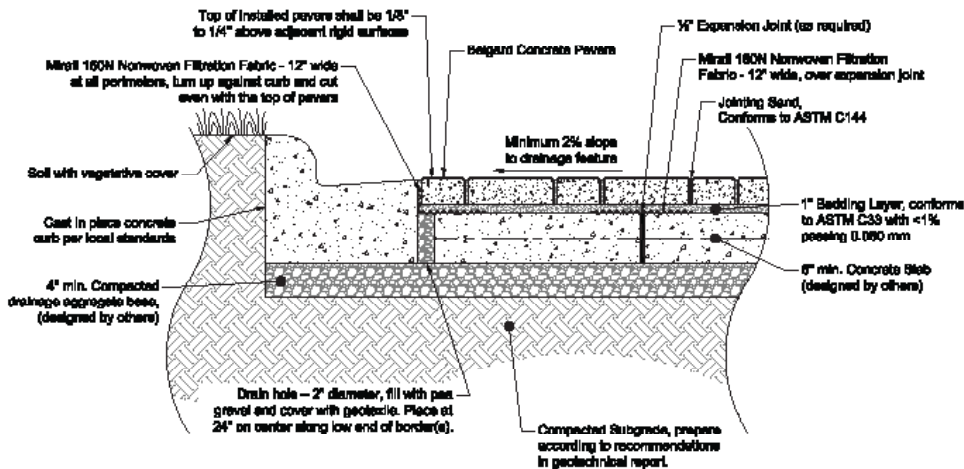 Top of installed pavers shall be 1/8"
to 1/4" above adjacent rigid surfaces
Belgard Concrete Pavers
½" Expansion Joint (as required)
Mirafi 160N Nonwoven Filtration Fabric - 12" wide
at all perimeters, turn up against curb and cut
even with the top of pavers
Mirafi 160N Nonwoven Filtration
Fabric - 12" wide, over expansion joint
Jointing Sand,
Conforms to ASTM C144
Minimum 2% slope
to drainage feature
Soil with vegetative cover
Cast in place concrete
curb per local standards
1" Bedding Layer, conforms
to ASTM C33 with <1%
passing 0.080 mm
4" min. Compacted
drainage aggregate base,
(designed by others)
6" min. Concrete Slab
(designed by others)
Drain hole – 2" diameter, fill with pea
gravel and cover with geotextile. Place at
24" on center along low end of border(s).
Compacted Subgrade, prepare
according to recommendations
in geotechnical report.